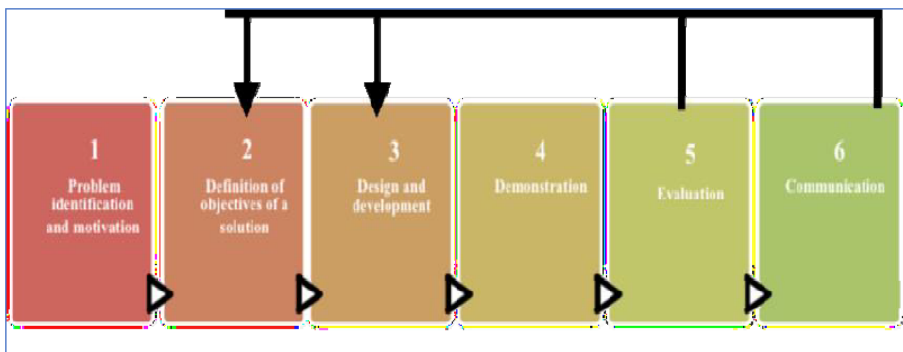 1
Problem
identification
and motivation
2
Definition of
objectives of a
solution
3
Design and
development
4
Demonstration
5
Evaluation
6
Communication